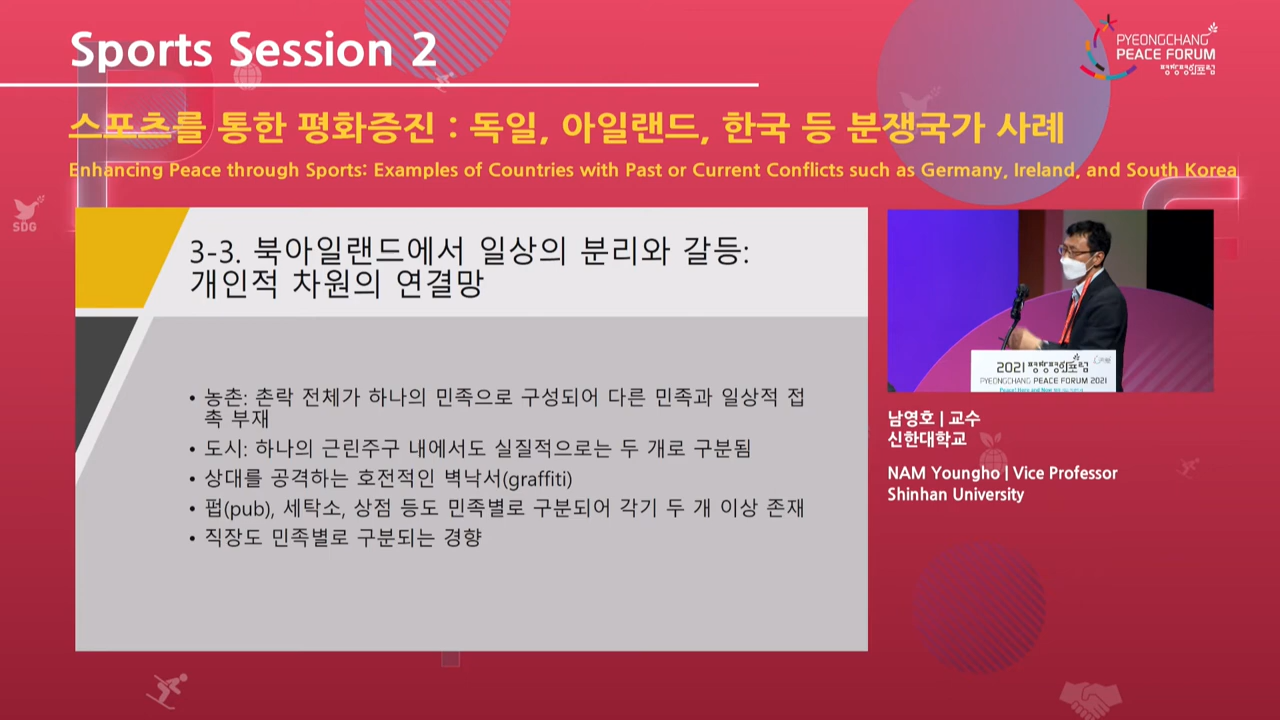 Sports Session 2
PYEONGCHANG
PEACE FORUM
평창평화포럼
스포츠를 통한 평화증진 : 독일, 아일랜드, 한국 등 분쟁국가 사례
Enhancing Peace through Sports: Examples of Countries with Past or Current Conflicts such as Germany, Ireland, and South Korea
SDG
3-3. 북아일랜드에서 일상의 분리와 갈등:
개인적 차원의 연결망
• 농촌: 촌락 전체가 하나의 민족으로 구성되어 다른 민족과 일상적 접
촉 부재
• 도시: 하나의 근린주구 내에서도 실질적으로는 두 개로 구분됨
• 상대를 공격하는 호전적인 벽낙서(graffiti)
• 펍(pub), 세탁소, 상점 등도 민족별로 구분되어 각기 두 개 이상 존재
• 직장도 민족별로 구분되는 경향
2021 평창평화포럼
PYEONGCHANG PEACE FORUM 2021
남영호 | 교수
신한대학교
NAM Youngho | Vice Professor
Shinhan University